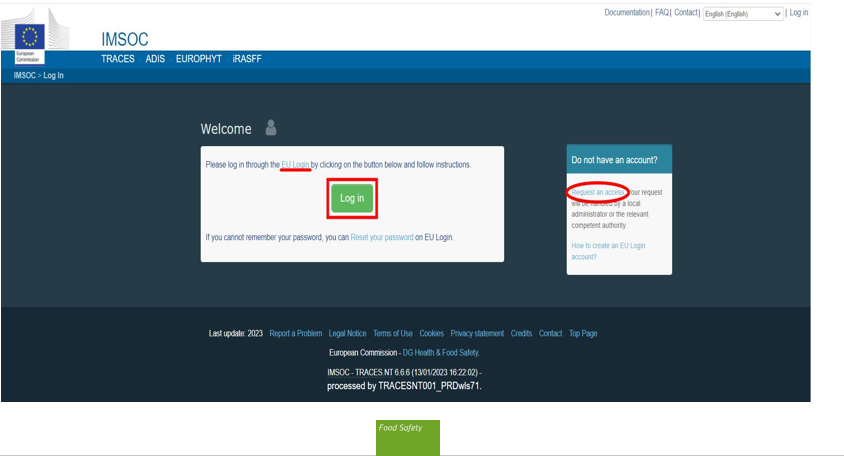 Documentation | FAQ | Contact | English (English) | Log in
European
Commission
IMSOC
TRACES ADIS EUROPHYT iRASFF
IMSOC > Log In
Welcome
Please log in through the EU Login by clicking on the button below and follow instructions.
Log in
If you cannot remember your password, you can Reset your password on EU Login.
Do not have an account?
Request an access. Your request
will be handled by a local
administrator or the relevant
competent authority.
How to create an EU Login
account?
Last update: 2023 Report a Problem Legal Notice Terms of Use Cookies Privacy statement Credits Contact Top Page
European Commission - DG Health & Food Safety,
IMSOC - TRACES NT 6.6.6 (13/01/2023 16:22:02) -
processed by TRACESNT001_PRDwls71.
Food Safety